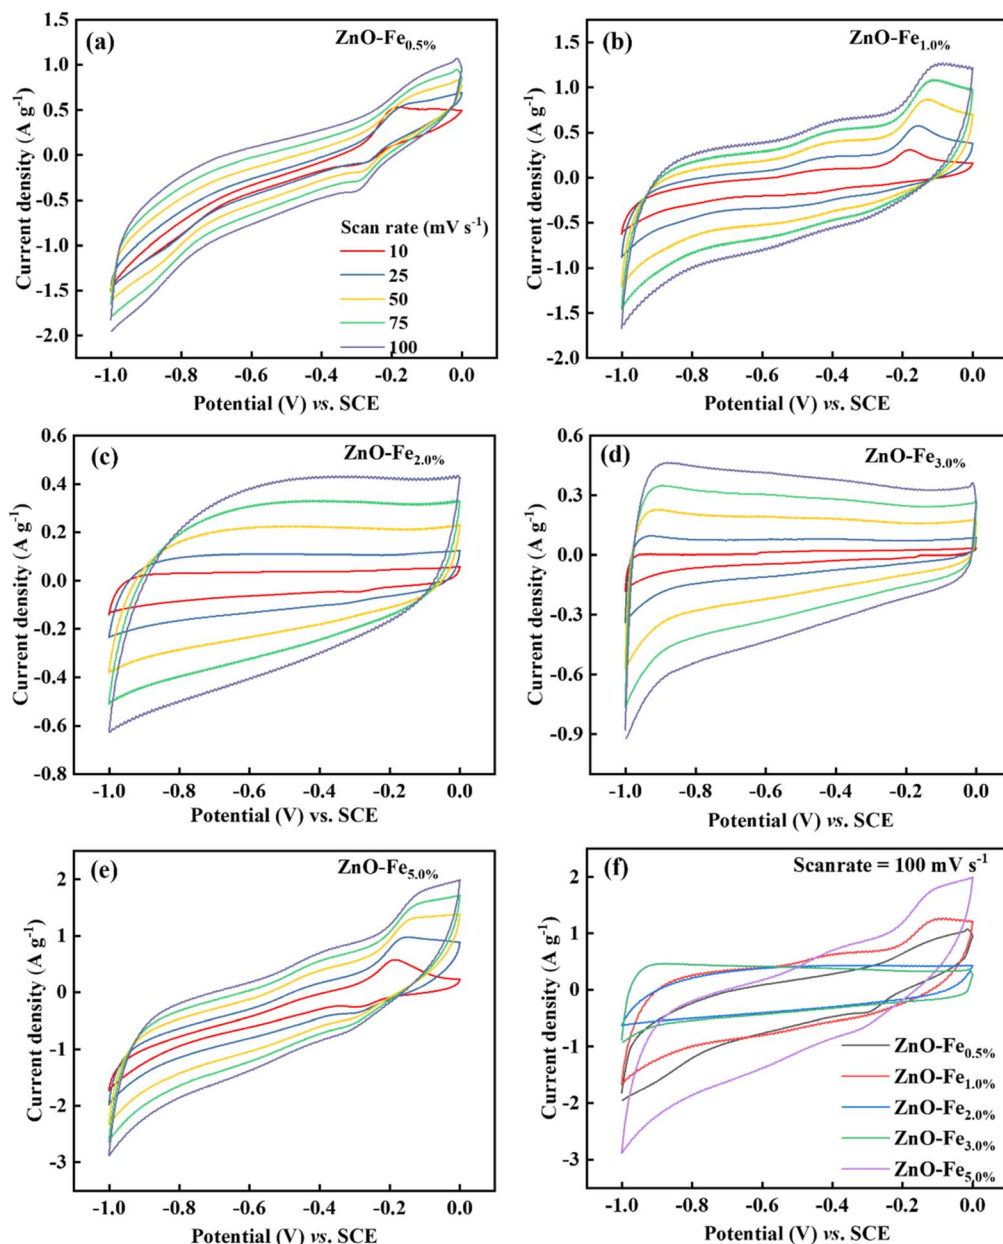 (a)
ZnO-Fe0.5%
1.5
1.0
0.5
0.0
-0.5
-1.0
-1.5
-2.0
Current density (A g-1)
Scan rate (mV s-1)
10
25
50
75
100
-1.0 -0.8 -0.6 -0.4 -0.2 0.0
Potential (V) vs. SCE
(b)
ZnO-Fe1.0%
1.5
1.0
0.5
0.0
-0.5
-1.0
-1.5
-2.0
Current density (A g-1)
-1.0 -0.8 -0.6 -0.4 -0.2 0.0
Potential (V) vs. SCE
(c)
ZnO-Fe2.0%
0.6
0.4
0.2
0.0
-0.2
-0.4
-0.6
-0.8
Current density (A g-1)
-1.0 -0.8 -0.6 -0.4 -0.2 0.0
Potential (V) vs. SCE
(d)
ZnO-Fe3.0%
0.6
0.3
0.0
-0.3
-0.6
-0.9
Current density (A g-1)
-1.0 -0.8 -0.6 -0.4 -0.2 0.0
Potential (V) vs. SCE
(e)
ZnO-Fe5.0%
2
1
0
-1
-2
-3
Current density (A g-1)
-1.0 -0.8 -0.6 -0.4 -0.2 0.0
Potential (V) vs. SCE
(f)
Scanrate = 100 mV s-1
2
1
0
-1
-2
-3
Current density (A g-1)
ZnO-Fe0.5%
ZnO-Fe1.0%
ZnO-Fe2.0%
ZnO-Fe3.0%
ZnO-Fe5.0%
-1.0 -0.8 -0.6 -0.4 -0.2 0.0
Potential (V) vs. SCE